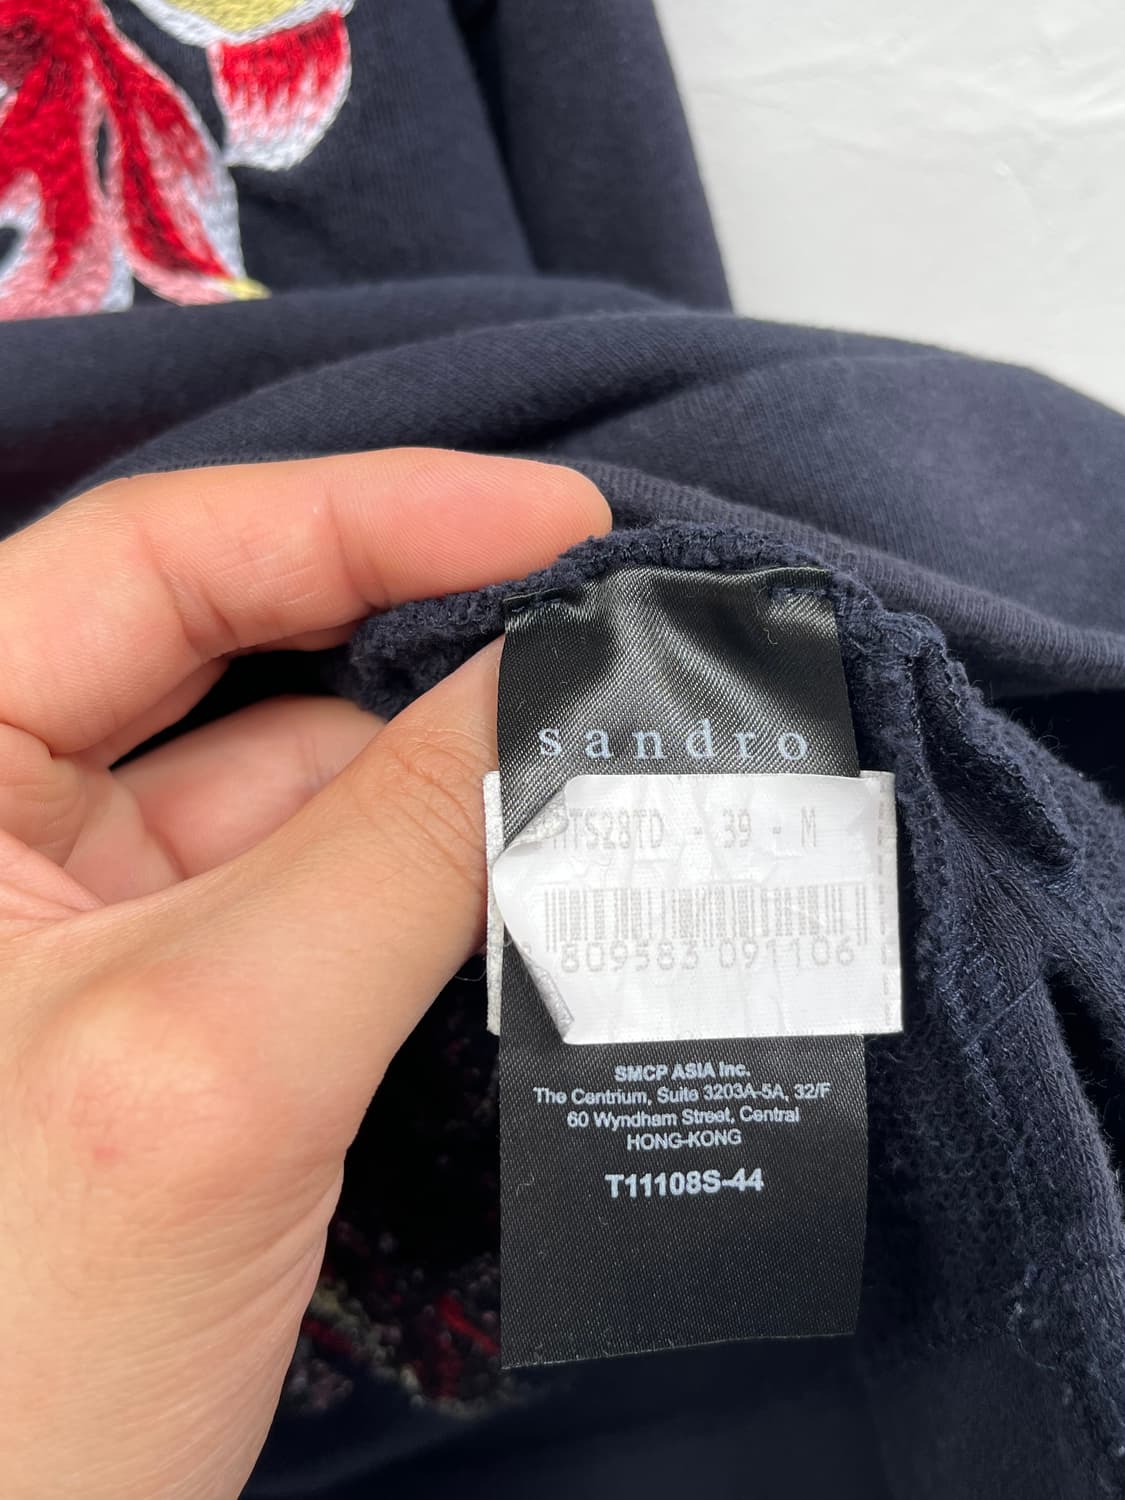 sandro
HTS28TD - 39 - M
809583 091106
SMCP ASIA Inc.
The Centrium, Suite 3203A-5A, 32/F
60 Wyndham Street, Central
HONG-KONG
T11108S-44